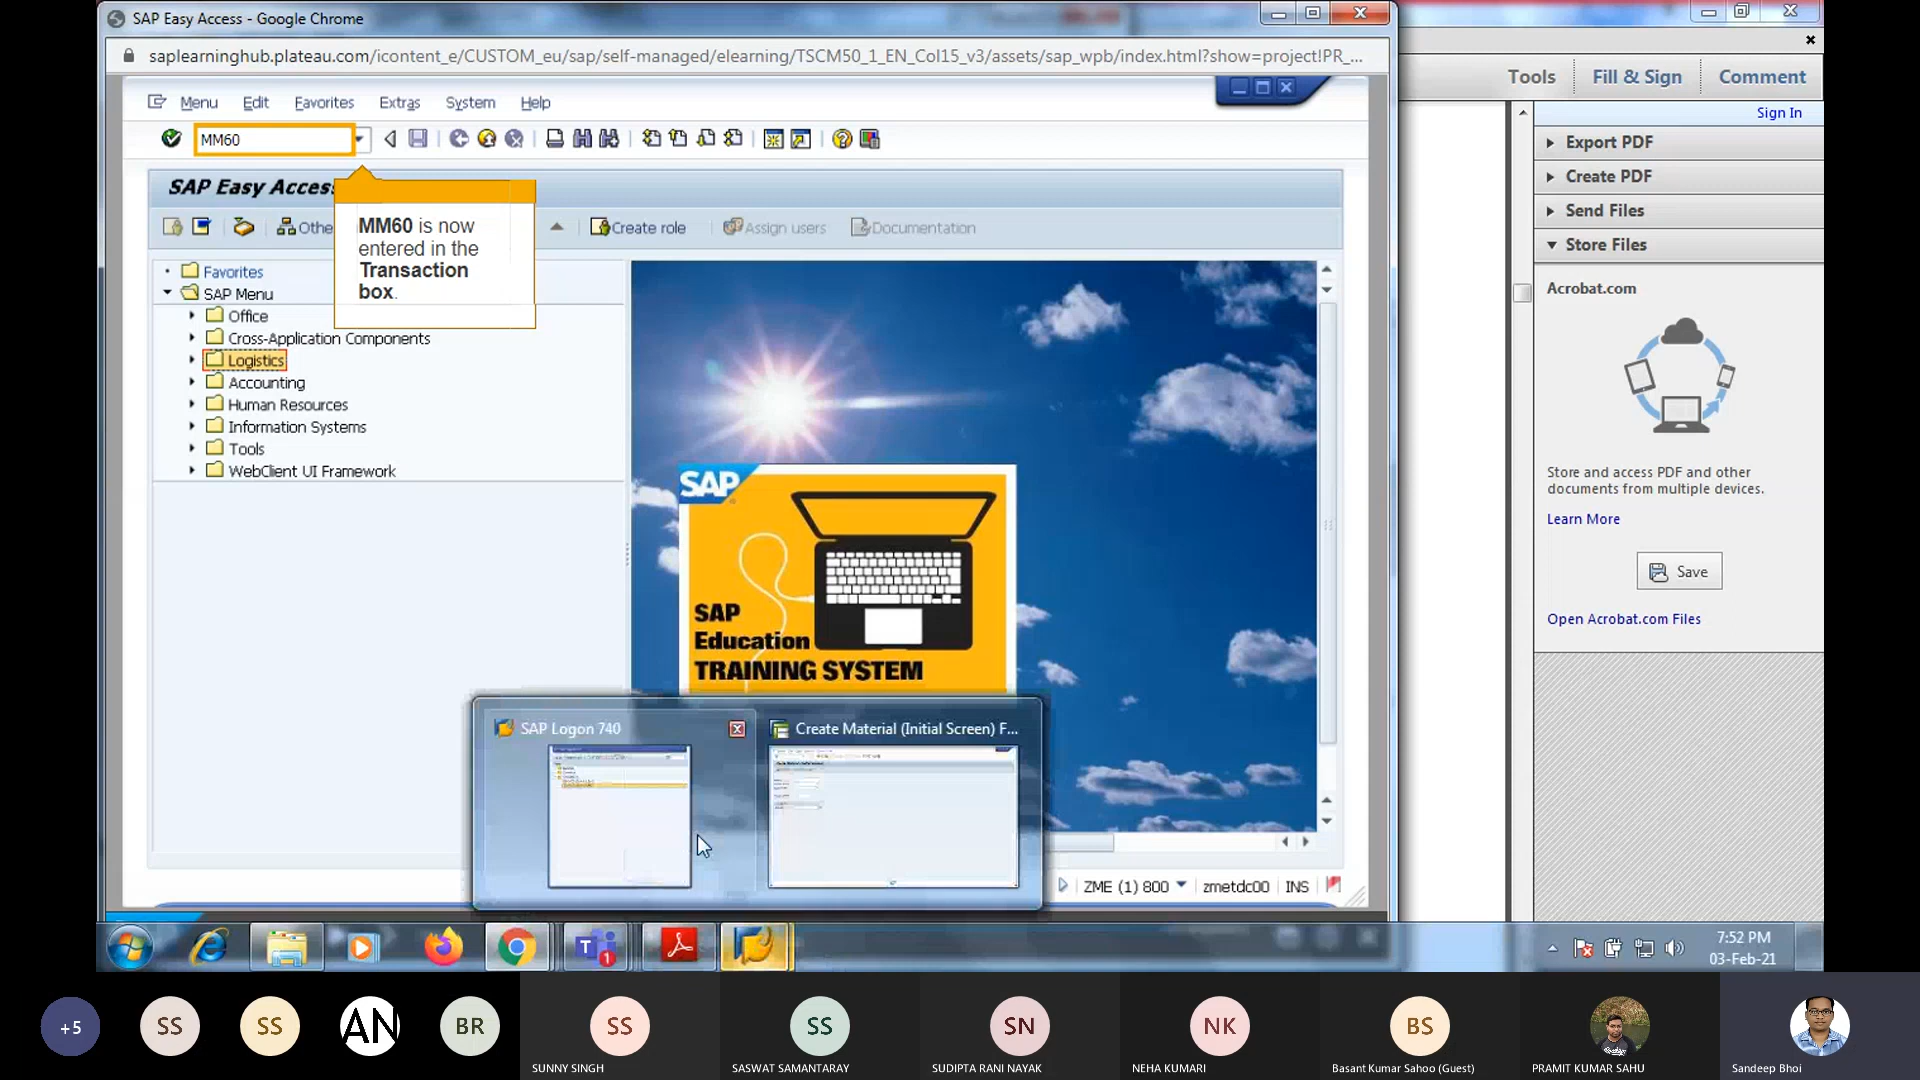 SAP Easy Access - Google Chrome
saplearninghub.plateau.com/icontent_e/CUSTOM_eu/sap/self-managed/elearning/TSCM50_1_EN_Col15_v3/assets/sap_wpb/index.html?show=project!PR_...
Tools Fill & Sign Comment
Menu Edit Favorites Extras System Help
Sign In
MM60
Export PDF
Create PDF
Send Files
Store Files
SAP Easy Access
Othe
Create role Assign users Documentation
MM60 is now
entered in the
Transaction
box.
Favorites
SAP Menu
Office
Cross-Application Components
Logistics
Accounting
Human Resources
Information Systems
Tools
WebClient UI Framework
Acrobat.com
Store and access PDF and other
documents from multiple devices.
Learn More
Save
Open Acrobat.com Files
SAP
SAP
Education
TRAINING SYSTEM
SAP Logon 740
Create Material (Initial Screen) F...
ZME (1) 800 zmetdc00 INS
T
1
7:52 PM
03-Feb-21
+5 SS SS AN BR SS SS SN NK BS
SUNNY SINGH SASWAT SAMANTARAY SUDIPTA RANI NAYAK NEHA KUMARI Basant Kumar Sahoo (Guest) PRAMIT KUMAR SAHU Sandeep Bhoi